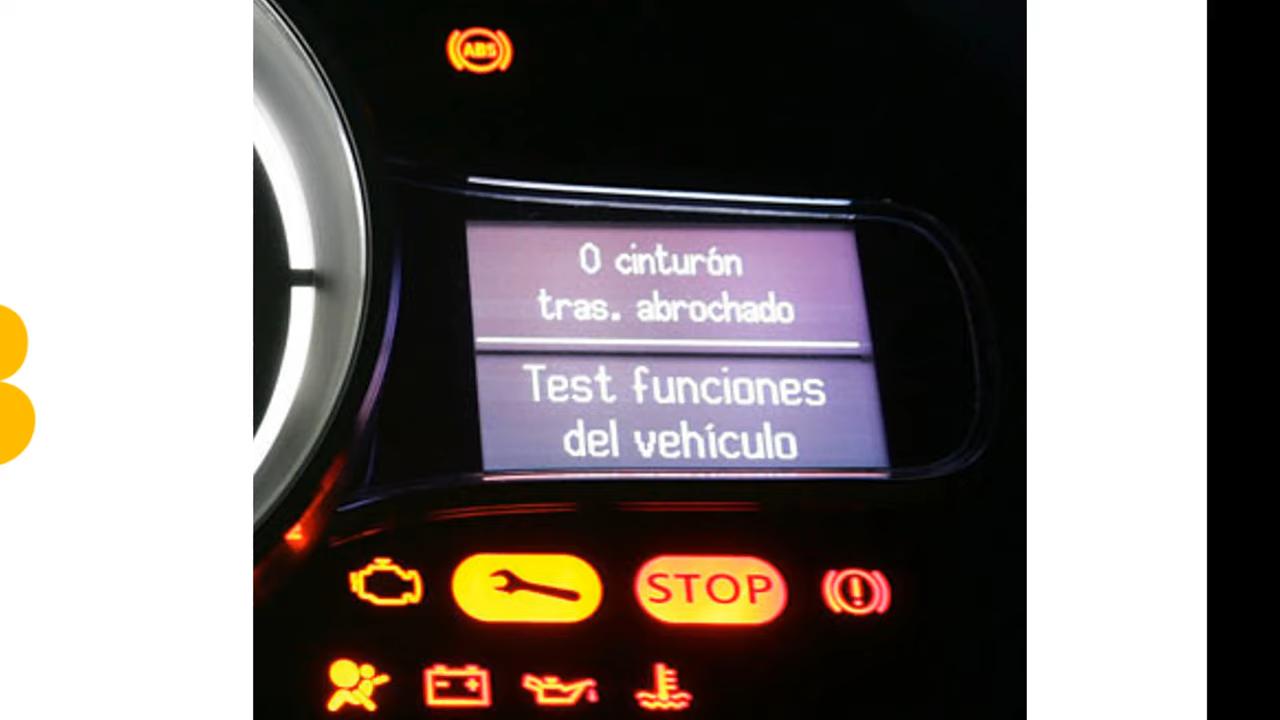 ABS
0 cinturón
tras. abrochado
Test funciones
del vehículo
STOP